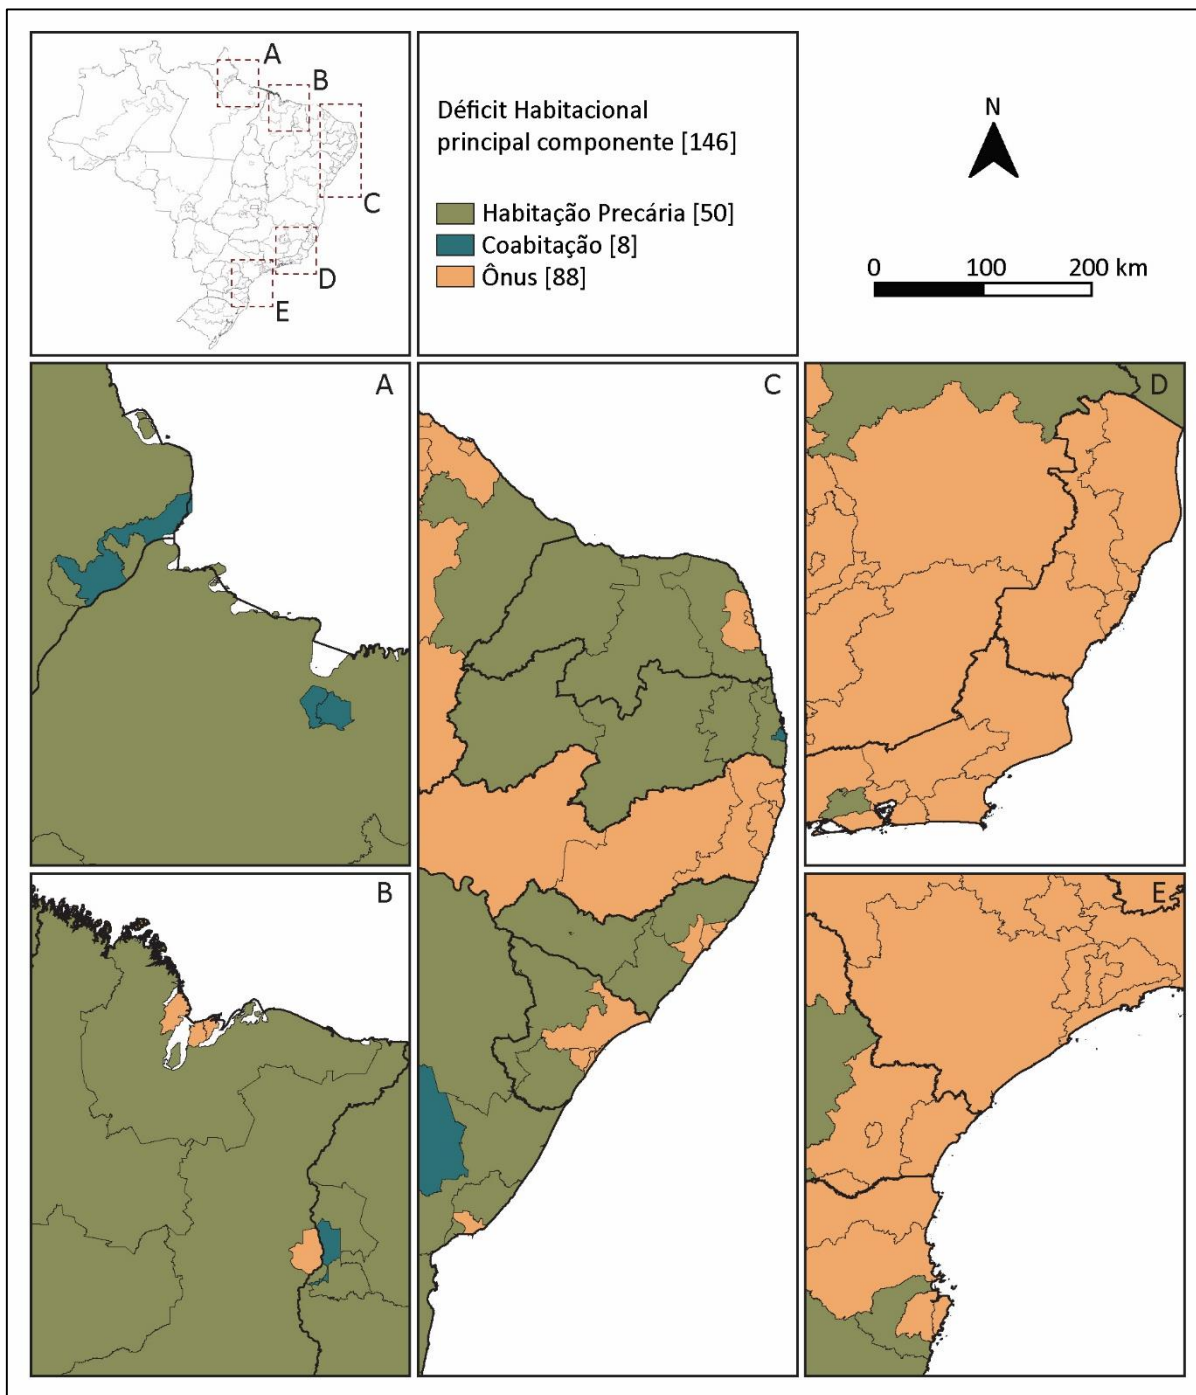 A
B
C
D
E
Déficit Habitacional
principal componente [146]
Habitação Precária [50]
Coabitação [8]
Ônus [88]
N
0 100 200 km
A
C
D
B
E